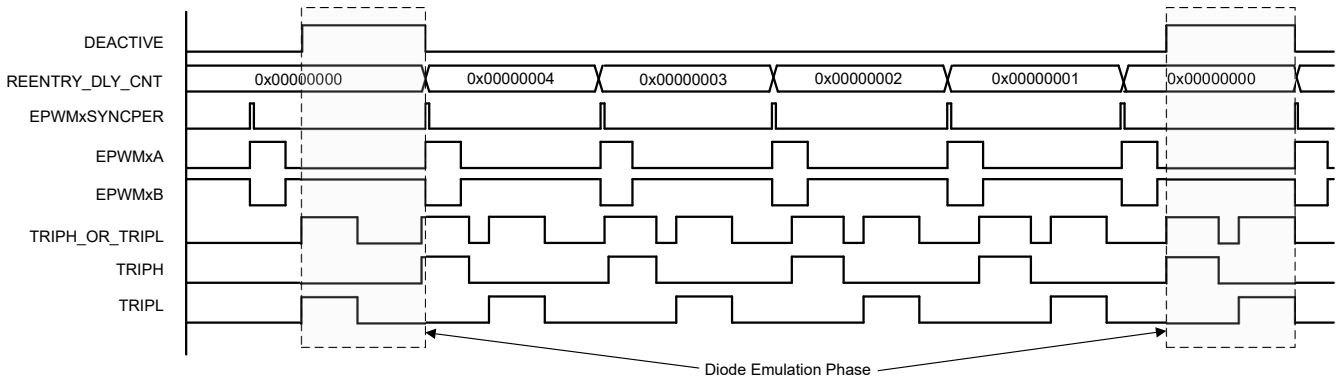 DEACTIVE
REENTRY_DLY_CNT 0x00000000 0x00000004 0x00000003 0x00000002 0x00000001 0x00000000
EPWMxSYNCPER
EPWMxA
EPWMxB
TRIPH_OR_TRIPL
TRIPH
TRIPL
Diode Emulation Phase